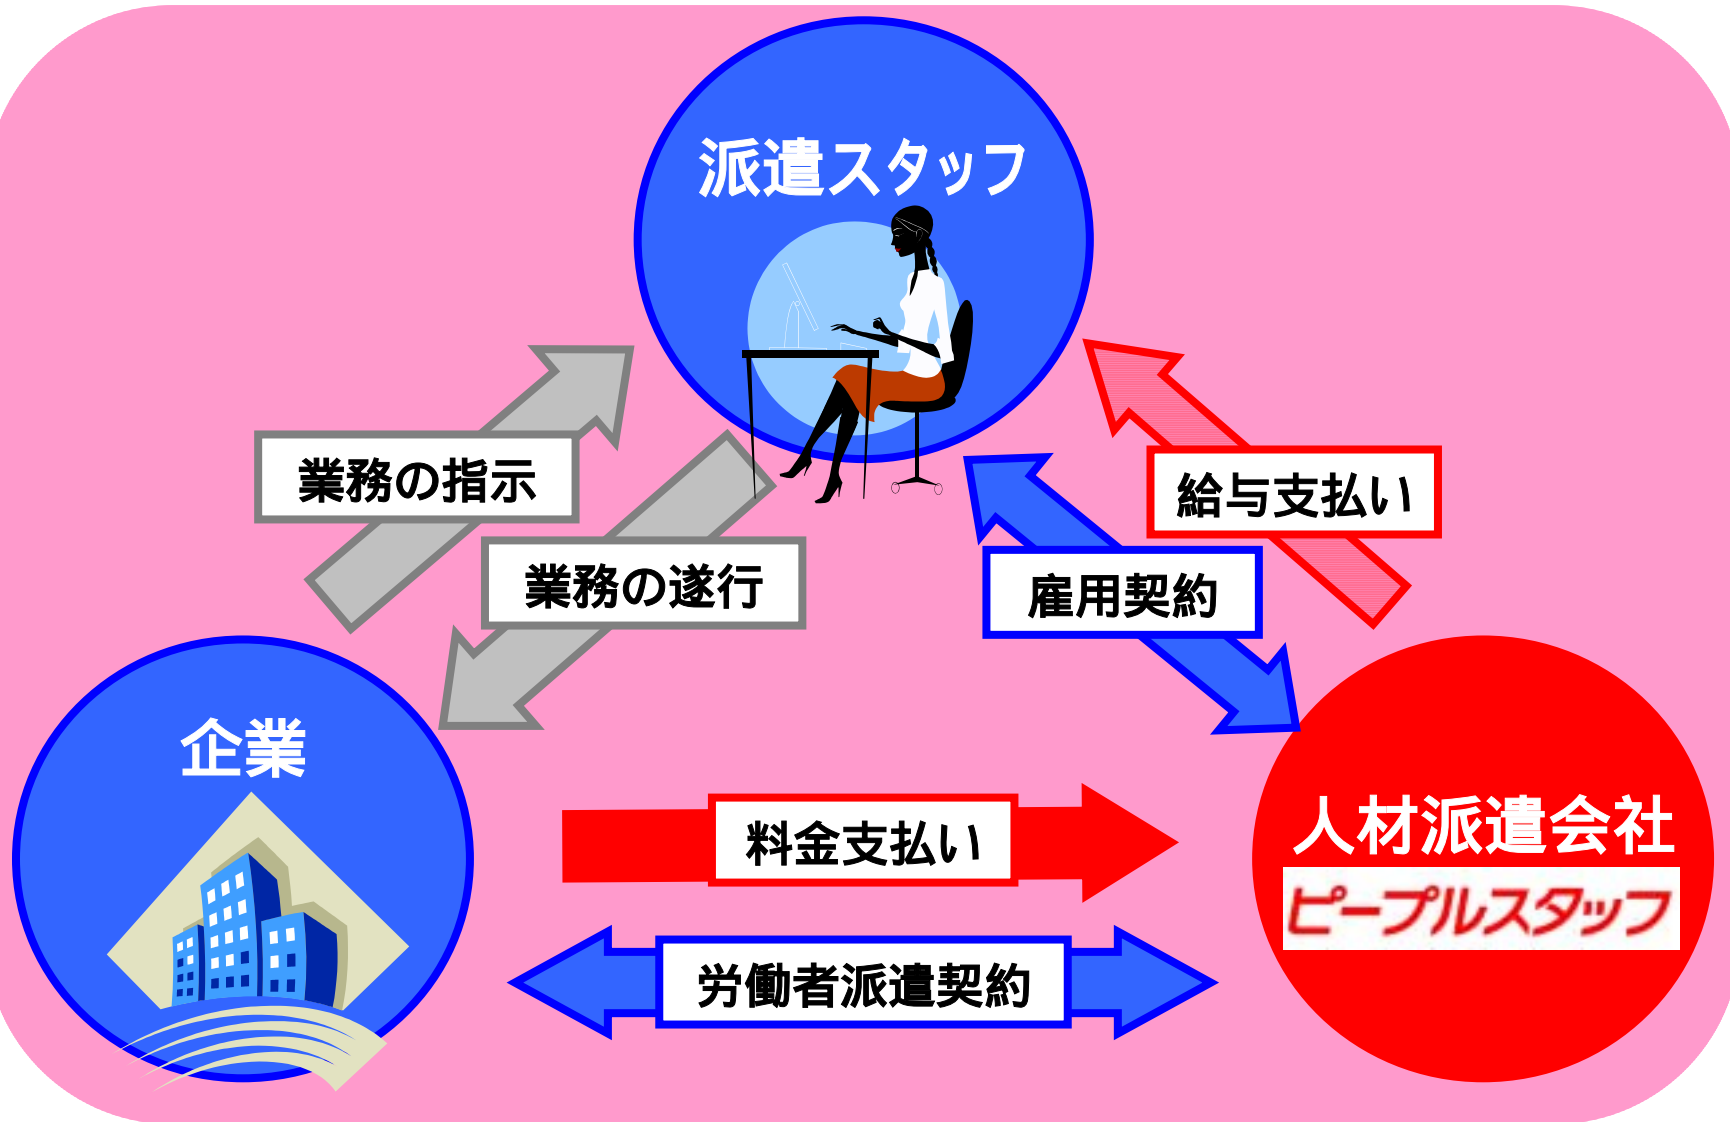 派遣スタッフ
業務の指示
給与支払い
業務の遂行
雇用契約
企業
人材派遣会社
ピープルスタッフ
料金支払い
労働者派遣契約